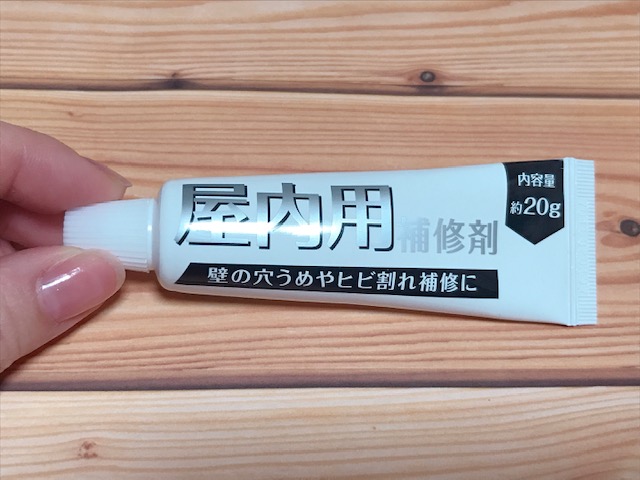 屋内用補修剤
壁の穴うめやヒビ割れ補修に
内容量
約20g